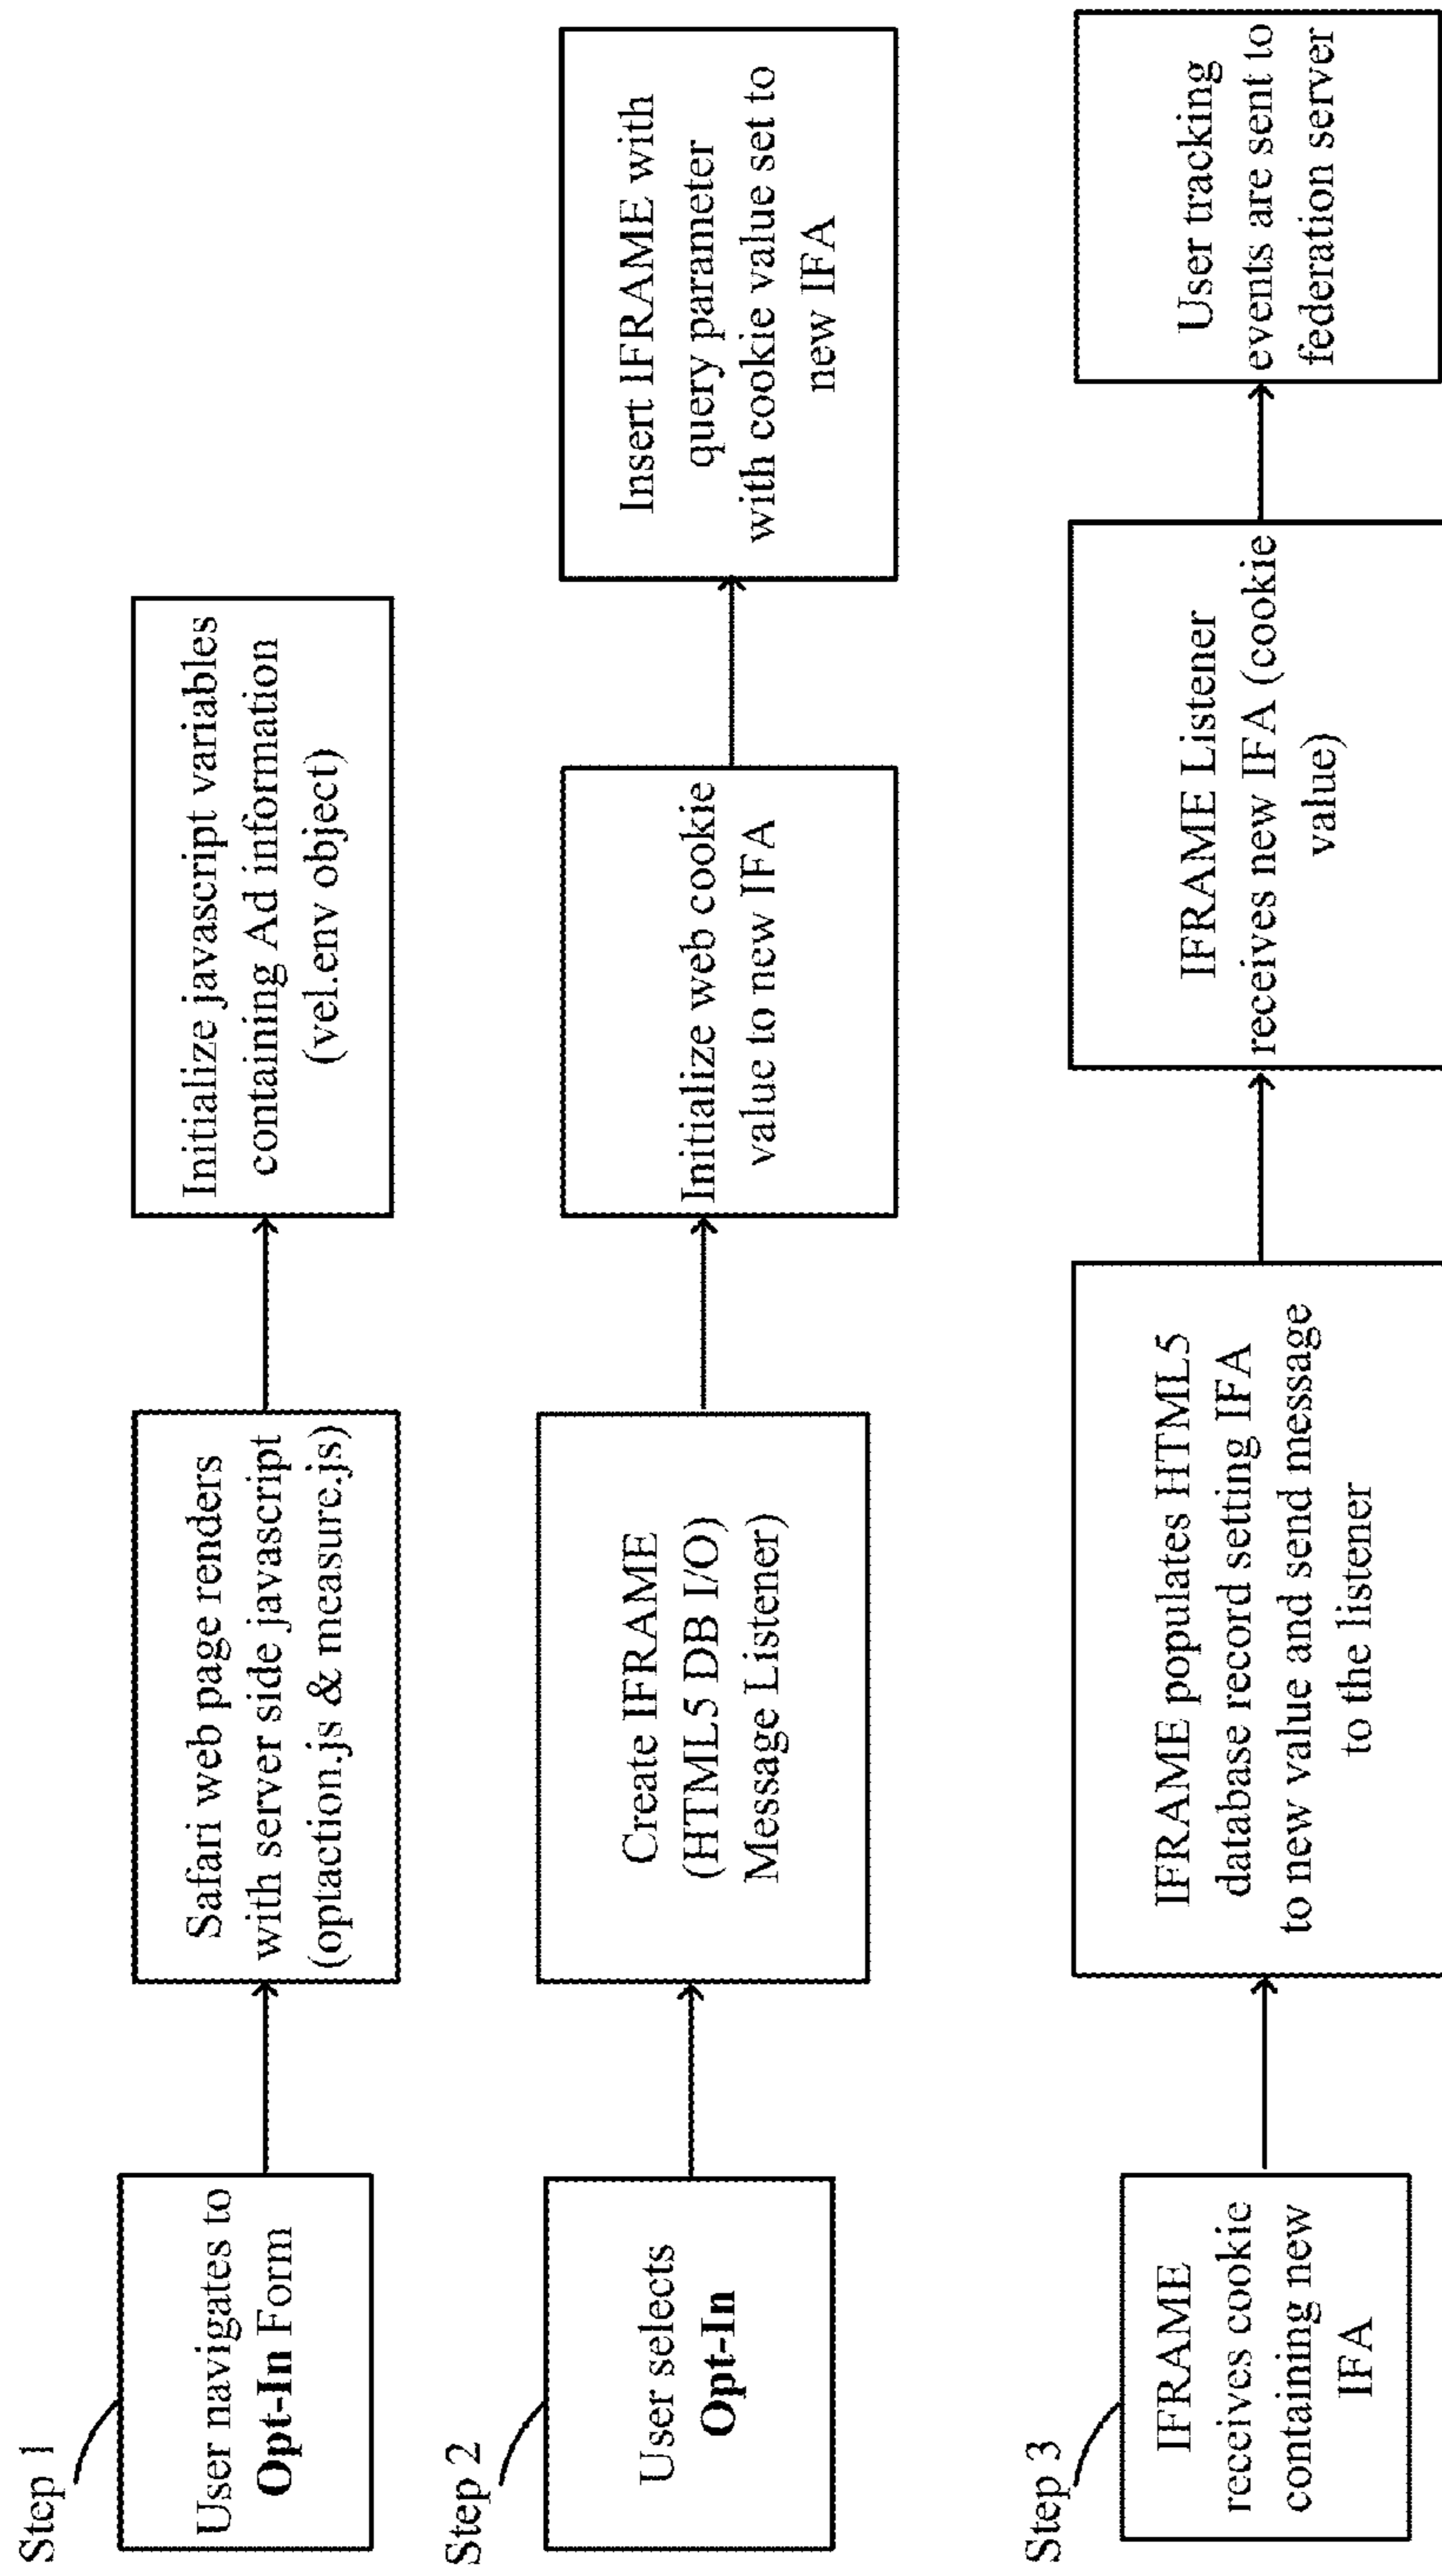 Step 1
User navigates to
Opt-In Form
Safari web page renders
with server side javascript
(optaction.js & measure.js)
Initialize javascript variables
containing Ad information
(vel.env object)
Step 2
User selects
Opt-In
Create IFRAME
(HTML5 DB I/O)
Message Listener)
Initialize web cookie
value to new IFA
Insert IFRAME with
query parameter
with cookie value set to
new IFA
Step 3
IFRAME
receives cookie
containing new
IFA
IFRAME populates HTML5
database record setting IFA
to new value and send message
to the listener
IFRAME Listener
receives new IFA (cookie
value)
User tracking
events are sent to
federation server